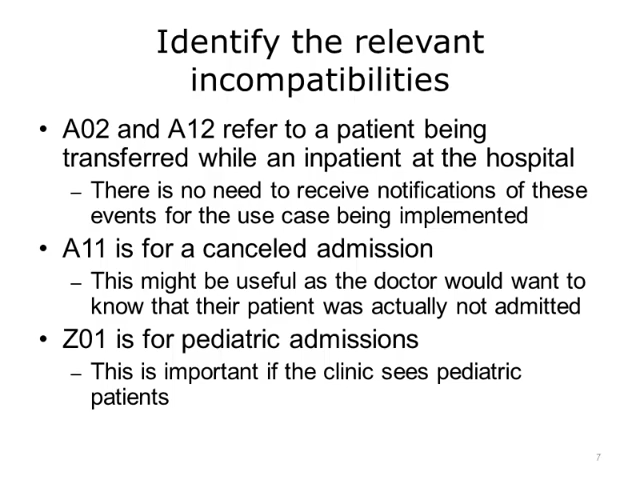 Identify the relevant
incompatibilities
• A02 and A12 refer to a patient being
transferred while an inpatient at the hospital
– There is no need to receive notifications of these
events for the use case being implemented
• A11 is for a canceled admission
– This might be useful as the doctor would want to
know that their patient was actually not admitted
• Z01 is for pediatric admissions
– This is important if the clinic sees pediatric
patients
7